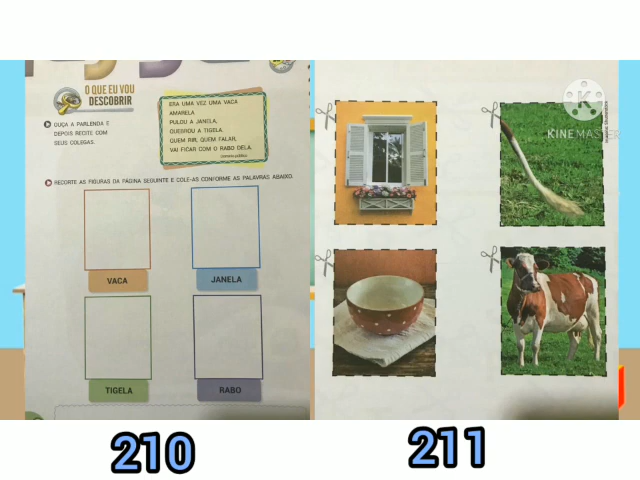 O QUE EU VOU
DESCOBRIR
OUÇA A PARLENDA E
DEPOIS RECITE COM
SEUS COLEGAS.
ERA UMA VEZ UMA VACA
AMARELA
PULOU A JANELA,
QUEBROU A TIGELA.
QUEM RIR, QUEM FALAR,
VAI FICAR COM O RABO DELA.
RECORTE AS FIGURAS DA PÁGINA SEGUINTE E COLE-AS CONFORME AS PALAVRAS ABAIXO.
VACA
JANELA
TIGELA
RABO
KINEMASTER
210
211